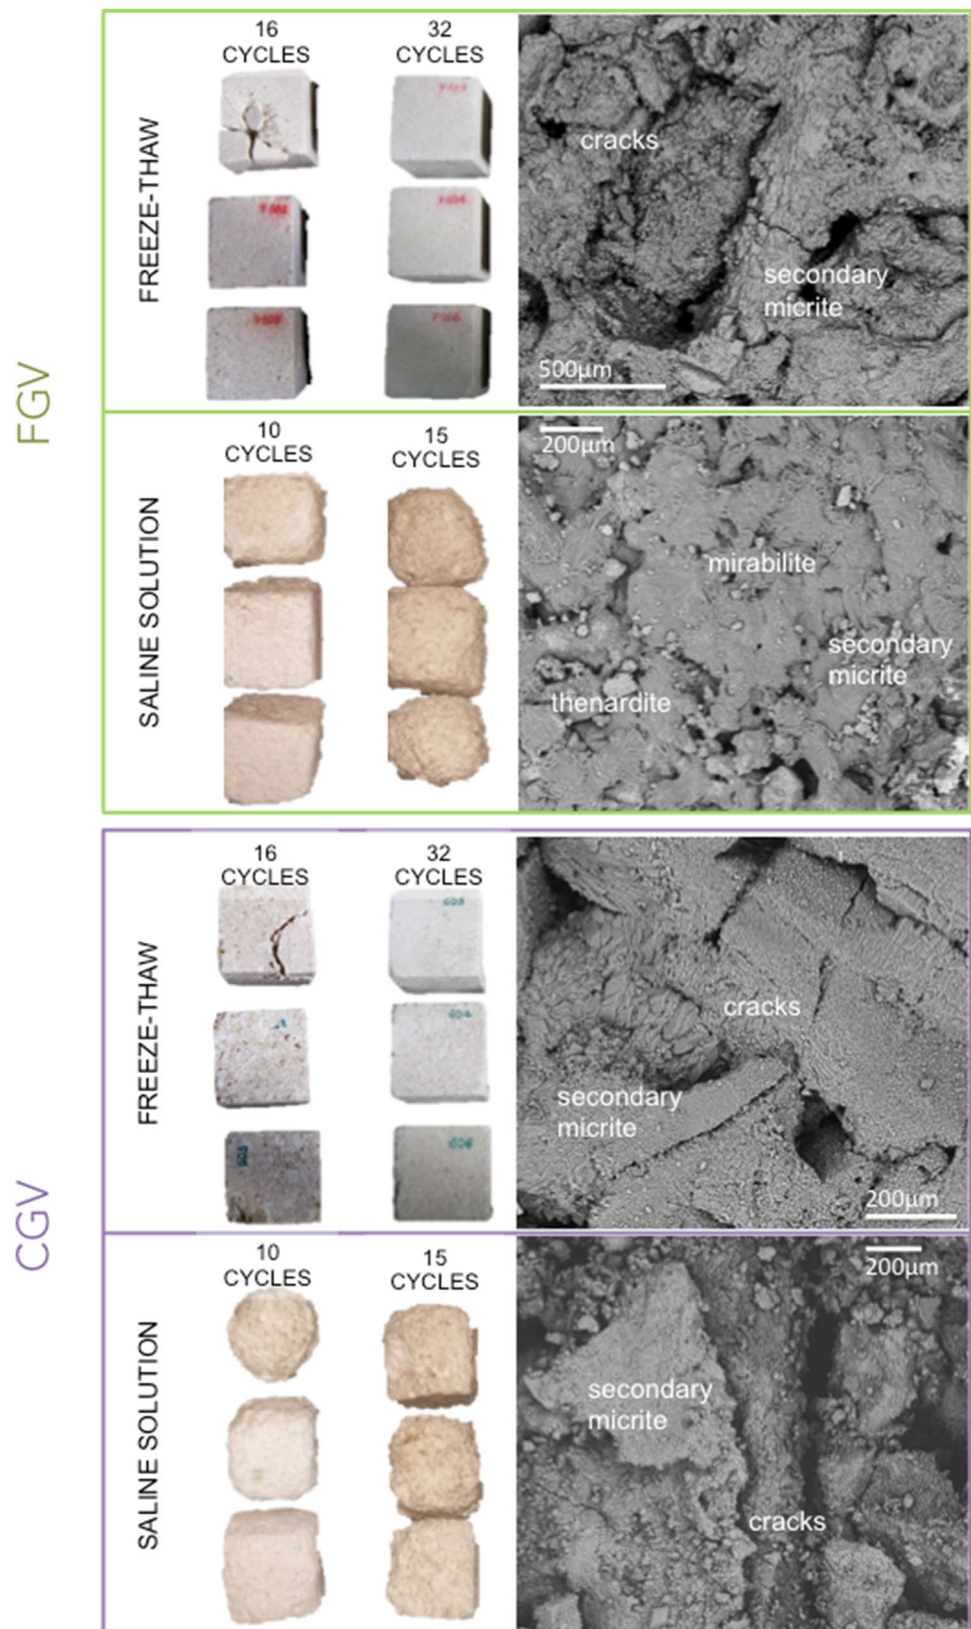 FGV
FREEZE-THAW
16
CYCLES
32
CYCLES
cracks
secondary
micrite
500µm
SALINE SOLUTION
10
CYCLES
15
CYCLES
200µm
mirabilite
secondary
micrite
thenardite
CGV
FREEZE-THAW
16
CYCLES
32
CYCLES
cracks
secondary
micrite
200µm
SALINE SOLUTION
10
CYCLES
15
CYCLES
200µm
secondary
micrite
cracks